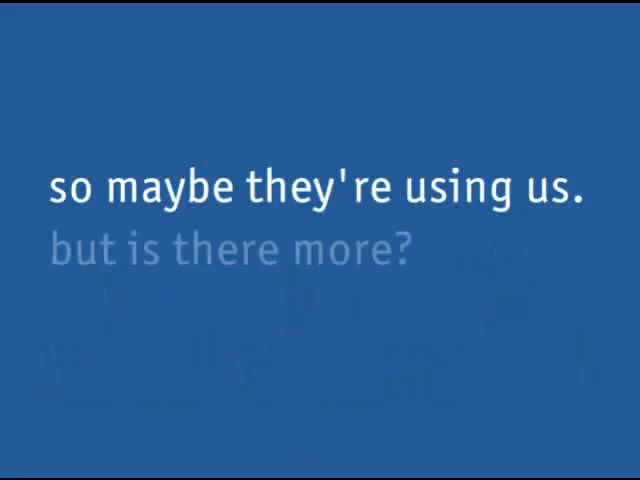 so maybe they're using us.
but is there more?